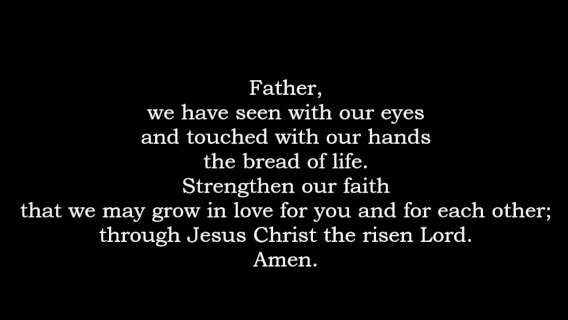 Father,
we have seen with our eyes
and touched with our hands
the bread of life.
Strengthen our faith
that we may grow in love for you and for each other;
through Jesus Christ the risen Lord.
Amen.